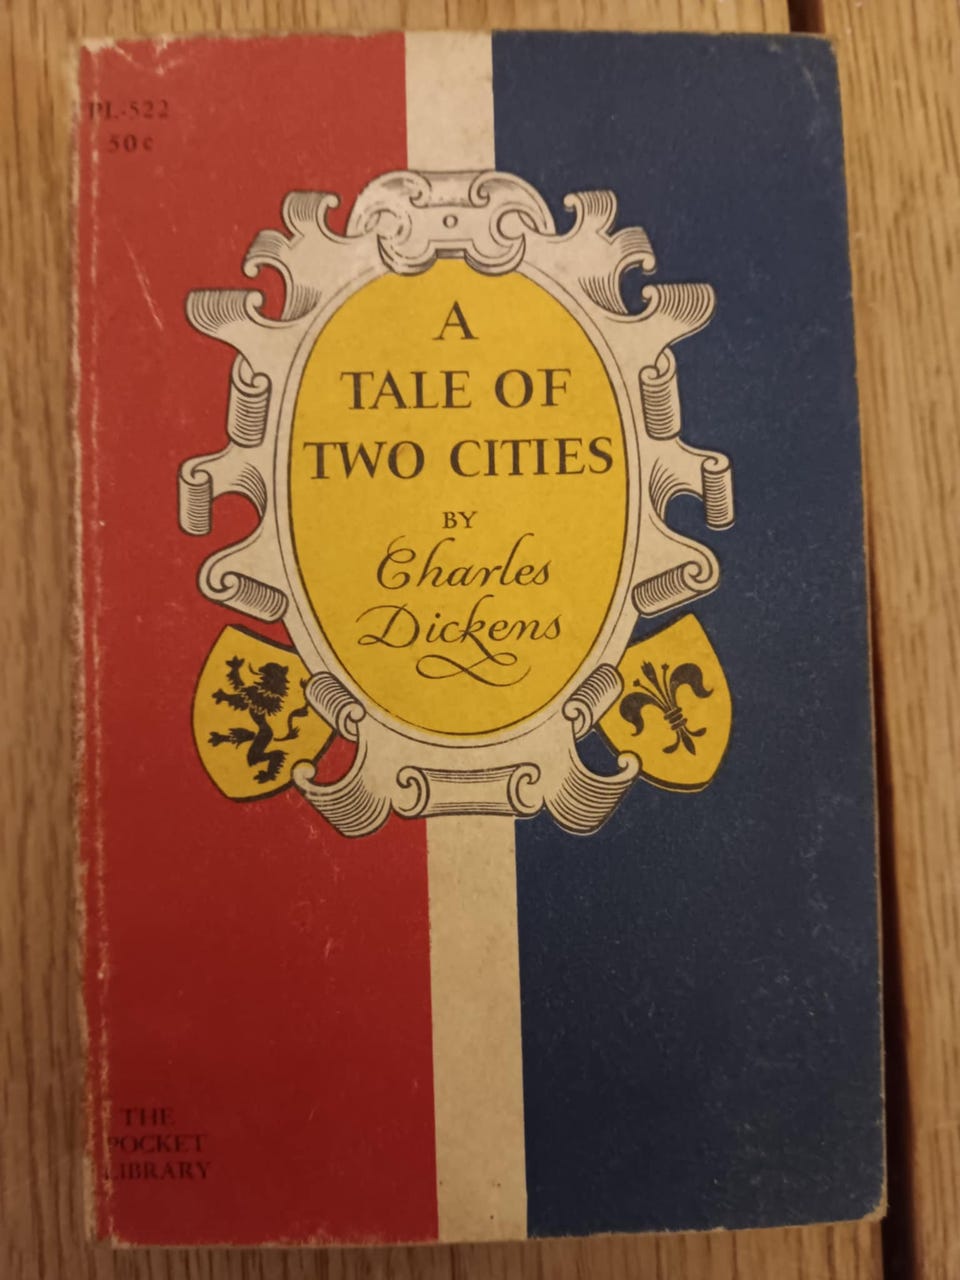 PL-522
50¢
A
TALE OF
TWO CITIES
BY
Charles
Dickens
THE
POCKET
LIBRARY